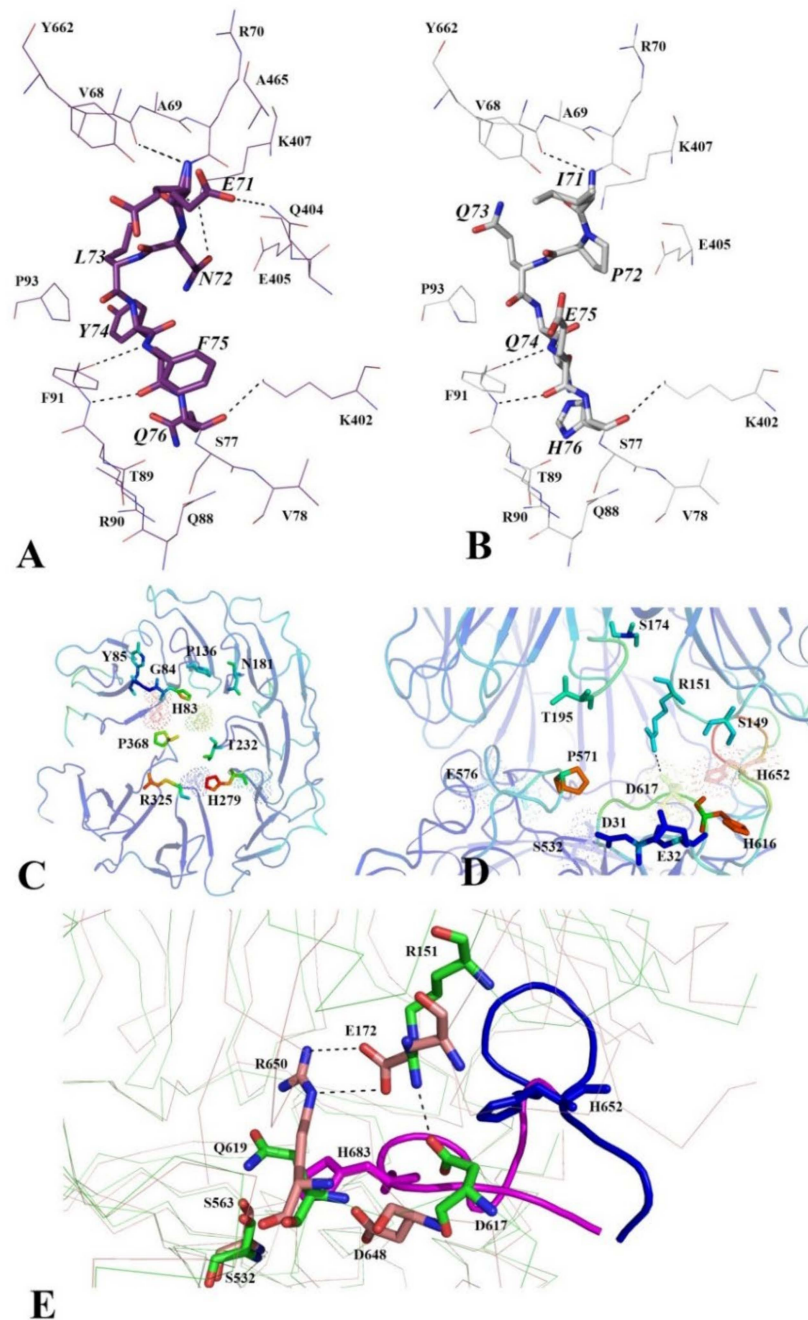 Y662
R70
V68
A69
A465
K407
E71
Q404
L73
N72
E405
P93
Y74
F75
F91
Q76
S77
K402
T89
R90
Q88
V78
A
Y662
R70
V68
A69
K407
I71
Q73
E405
P72
P93
E75
Q74
F91
H76
S77
K402
T89
R90
Q88
V78
B
Y85
G84
P136
N181
H83
P368
T232
R325
H279
C
S174
R151
T195
S149
P571
E576
D617
H652
D31
S532
E32
H616
D
R151
E172
R650
H652
Q619
H683
S563
D617
D648
S532
E